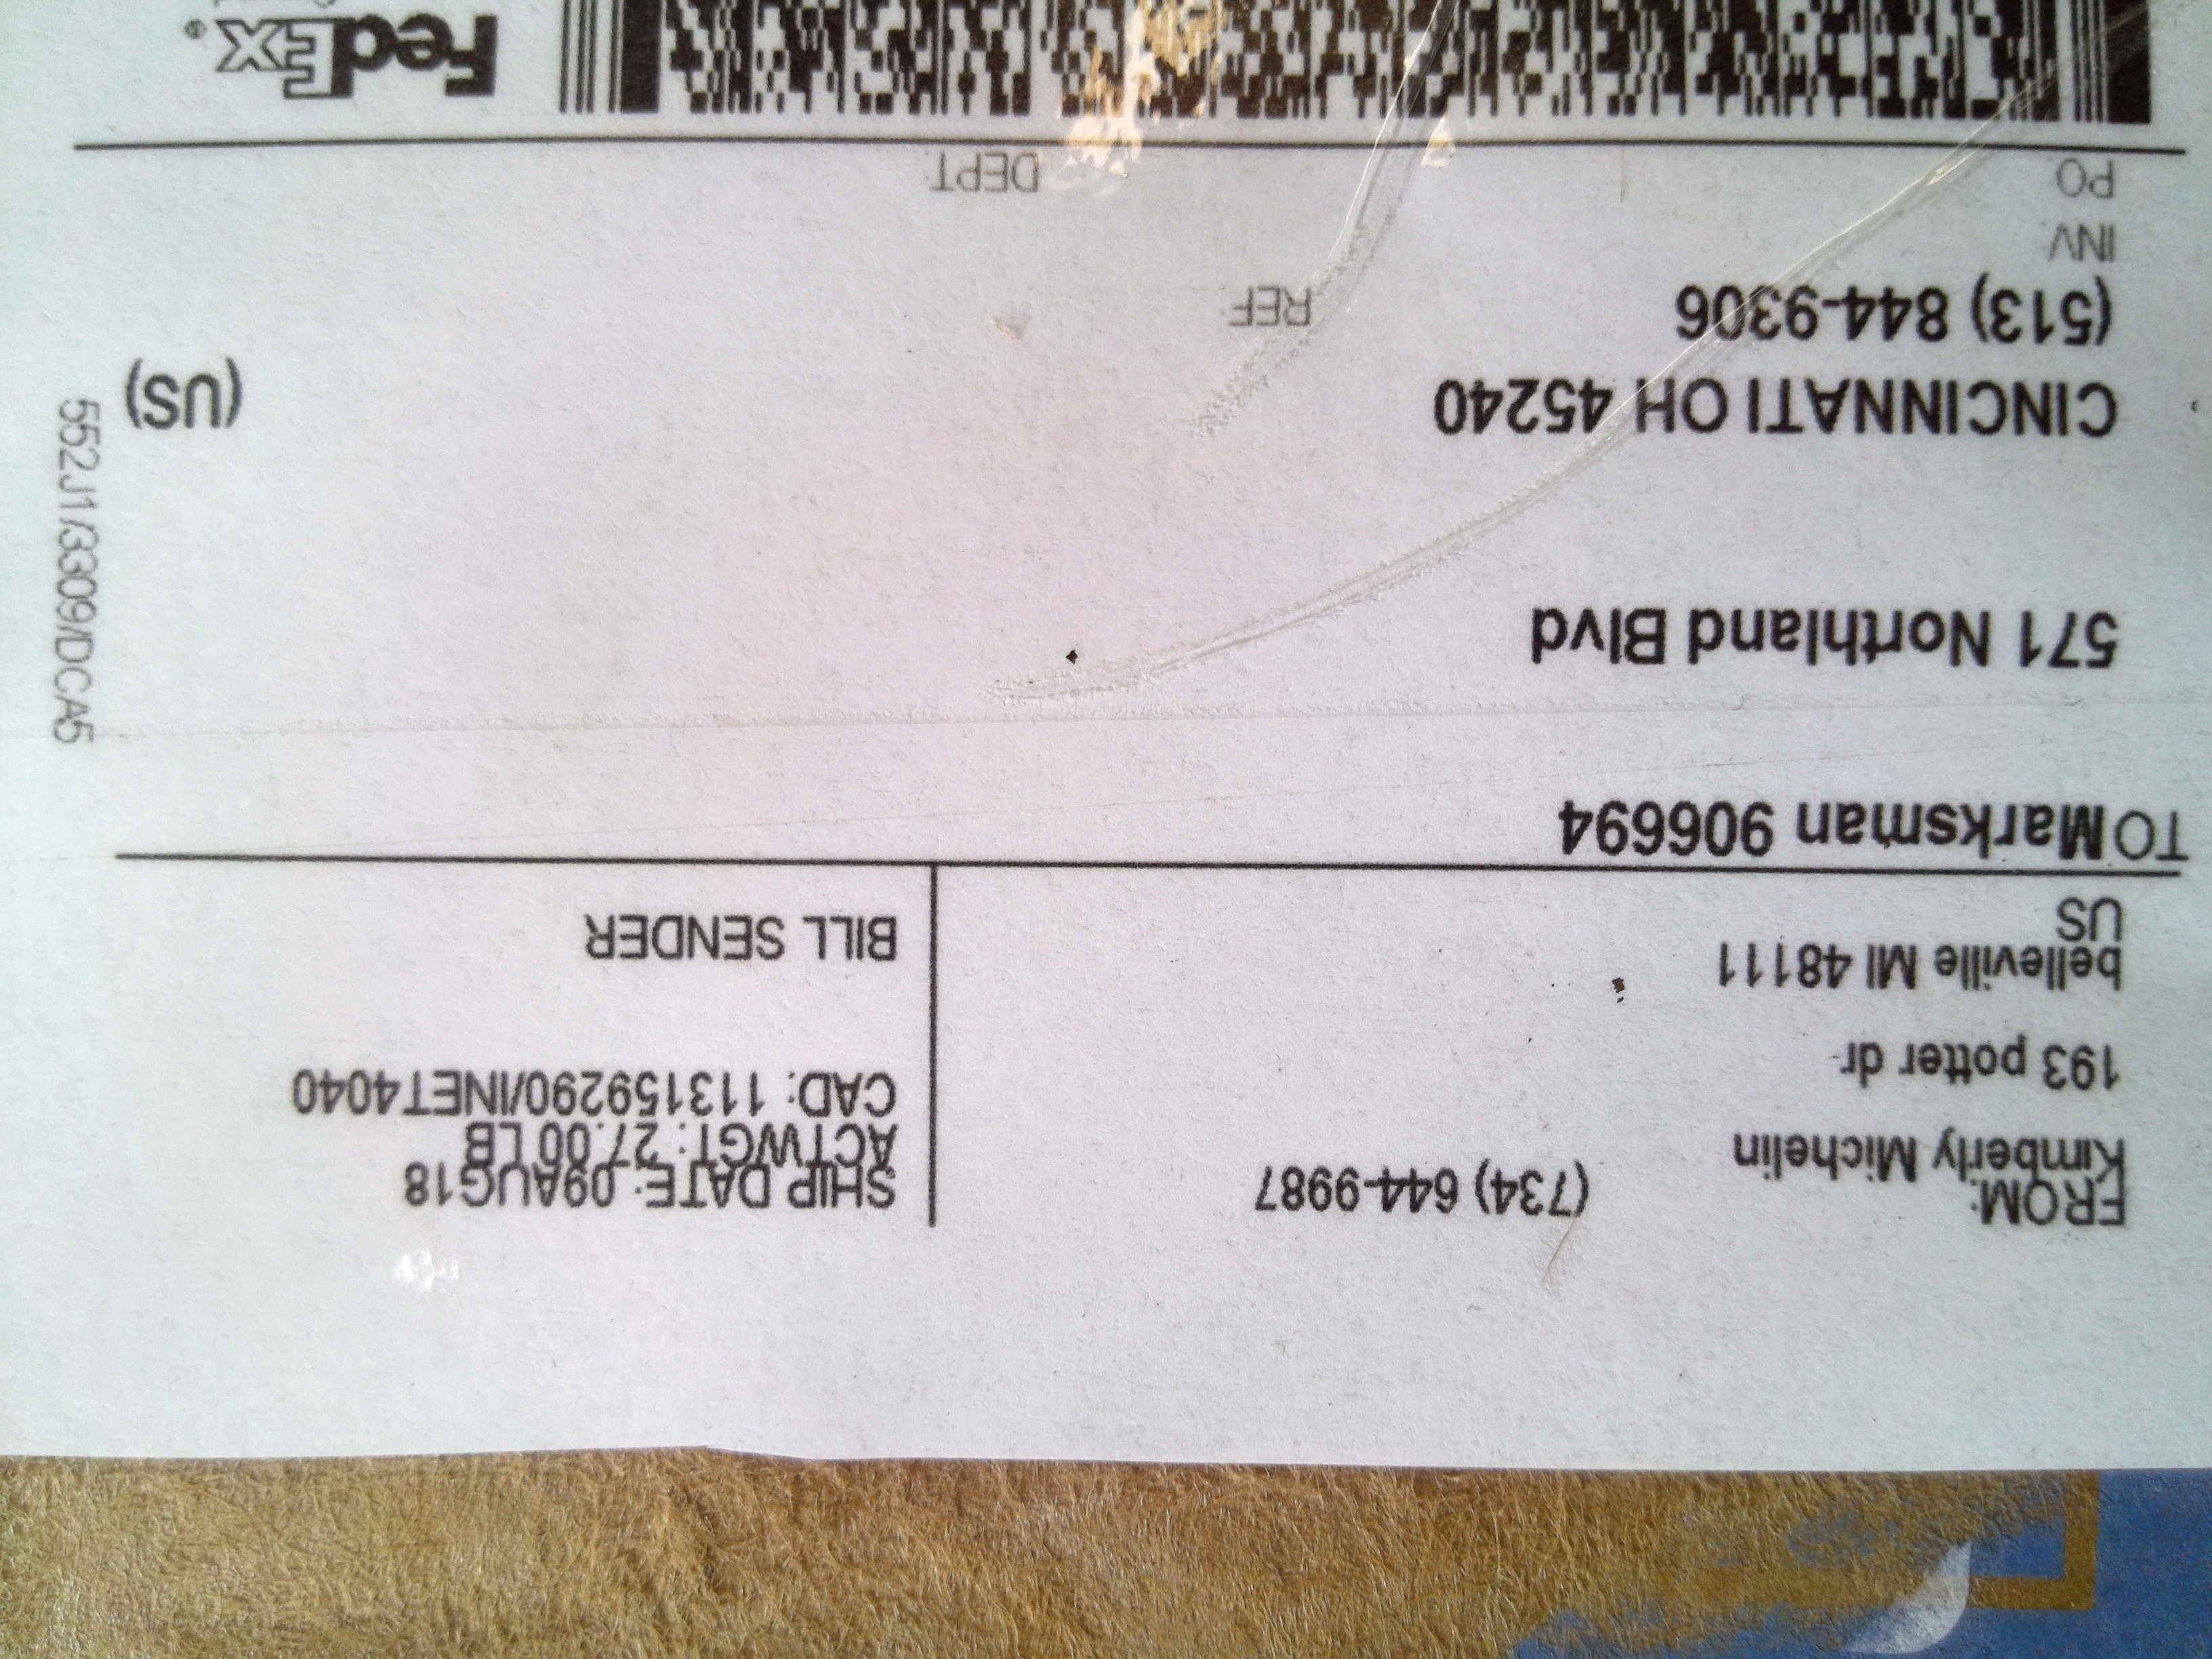 FROM: (734) 644-9987
Kimberly Michelin
193 potter dr
belleville MI 48111
US
SHIP DATE: 09AUG18
ACTWGT: 27.00 LB
CAD: 113159290/INET4040
BILL SENDER
TO Marksman 906694
571 Northland Blvd
CINCINNATI OH 45240
(US)
(513) 844-9306
REF:
INV:
PO:
DEPT:
552J1/3309/DCA5
FedEx®